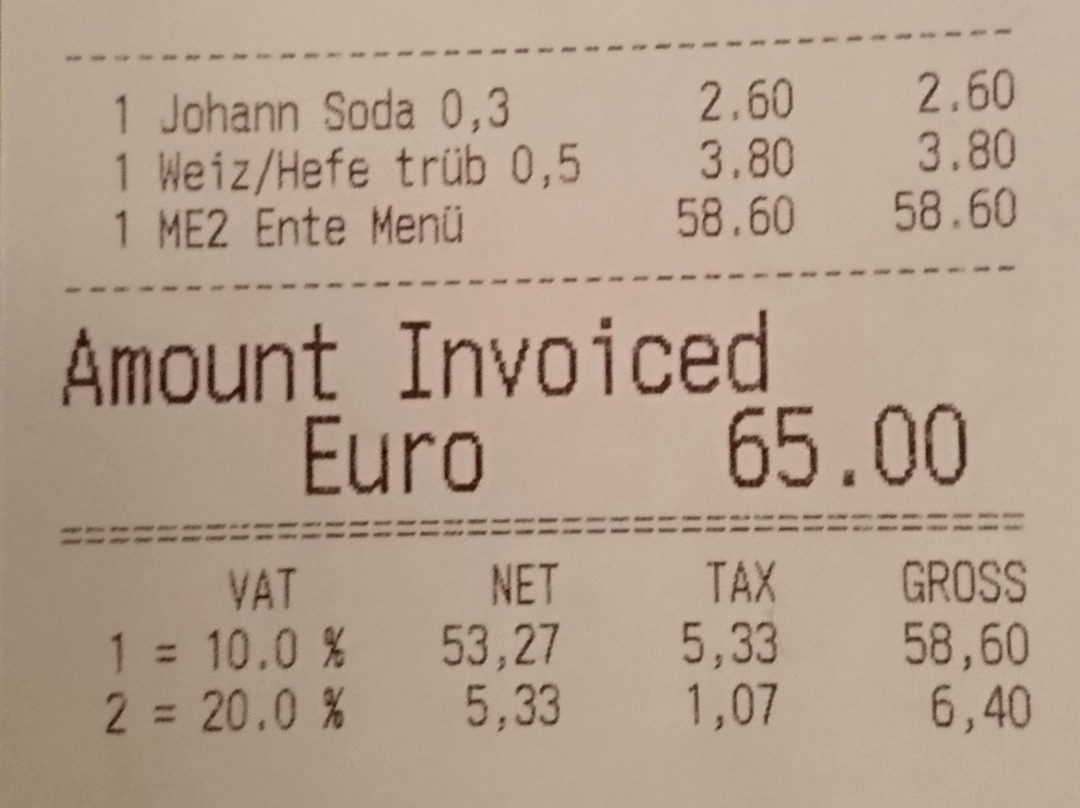 1 Johann Soda 0,3 2.60 2.60
1 Weiz/Hefe trüb 0,5 3.80 3.80
1 ME2 Ente Menü 58.60 58.60
Amount Invoiced
Euro 65.00
VAT NET TAX GROSS
1 = 10.0 % 53,27 5,33 58,60
2 = 20.0 % 5,33 1,07 6,40